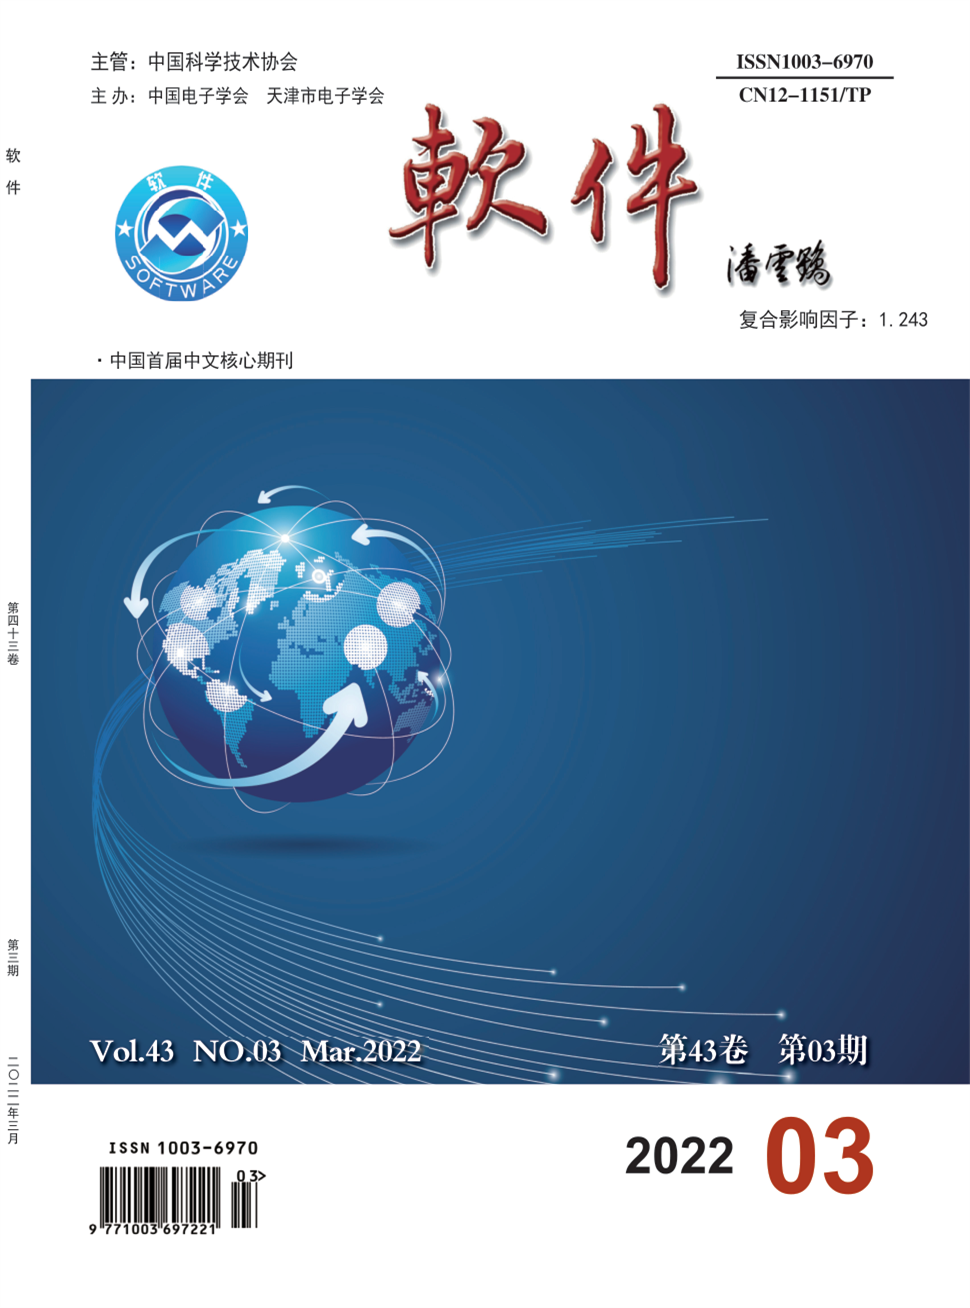 主管：中国科学技术协会
主办：中国电子学会 天津市电子学会
ISSN1003-6970
CN12-1151/TP
軟件
潘雲鶴
软件
SOFTWARE
复合影响因子：1.243
·中国首届中文核心期刊
软件
第四十三卷
第三期
二〇二二年三月
Vol.43 NO.03 Mar.2022
第43卷 第03期
2022 03
ISSN 1003-6970
03>
9 771003 697221